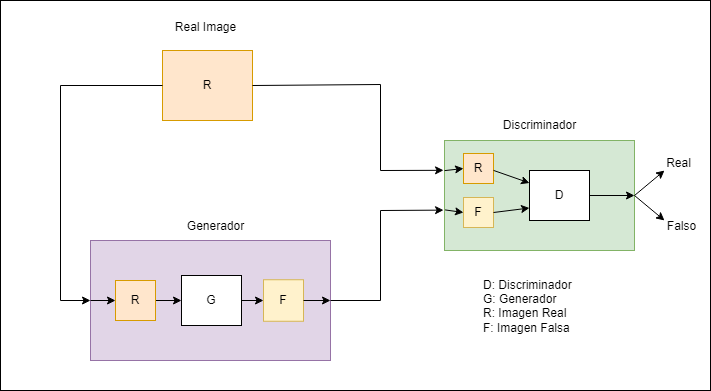 Real Image
R
Discriminador
R
Real
D
F
Falso
Generador
R
G
F
D: Discriminador
G: Generador
R: Imagen Real
F: Imagen Falsa